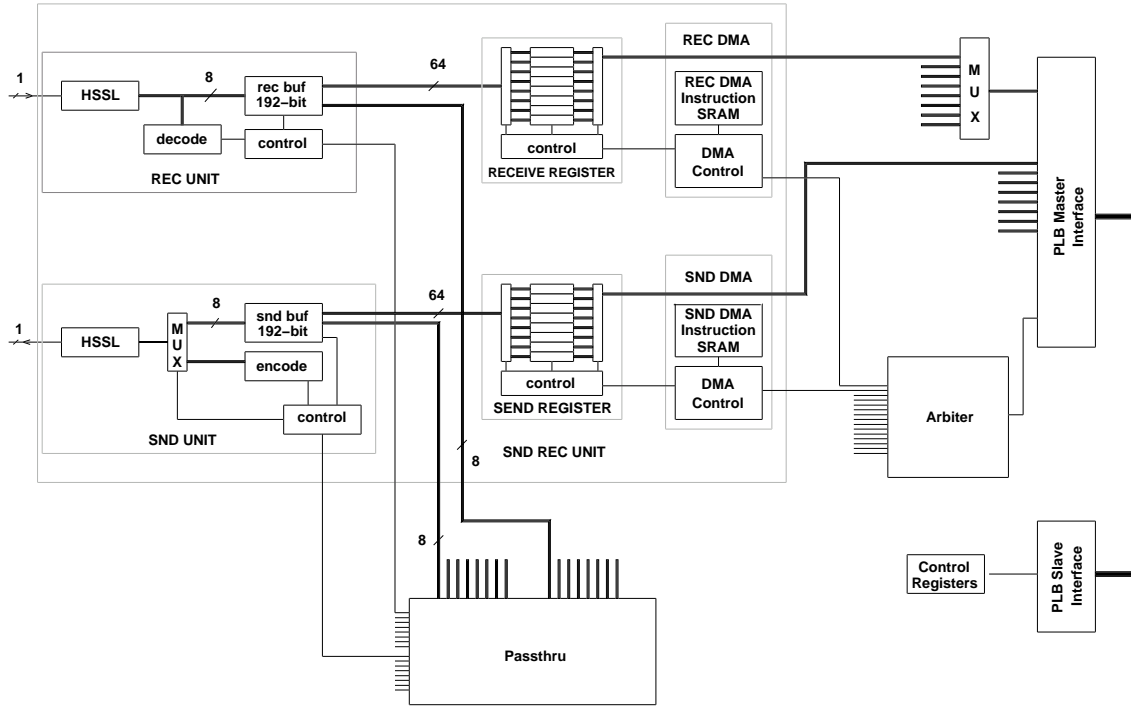 REC DMA
M
U
X
1
HSSL
8
rec buf
192−bit
64
REC DMA
Instruction
SRAM
decode
control
control
DMA
Control
REC UNIT
RECEIVE REGISTER
PLB Master
Interface
SND DMA
1
HSSL
M
U
X
8
snd buf
192−bit
64
SND DMA
Instruction
SRAM
encode
control
control
DMA
Control
SEND REGISTER
SND UNIT
SND REC UNIT
8
Arbiter
8
Control
Registers
PLB Slave
Interface
Passthru